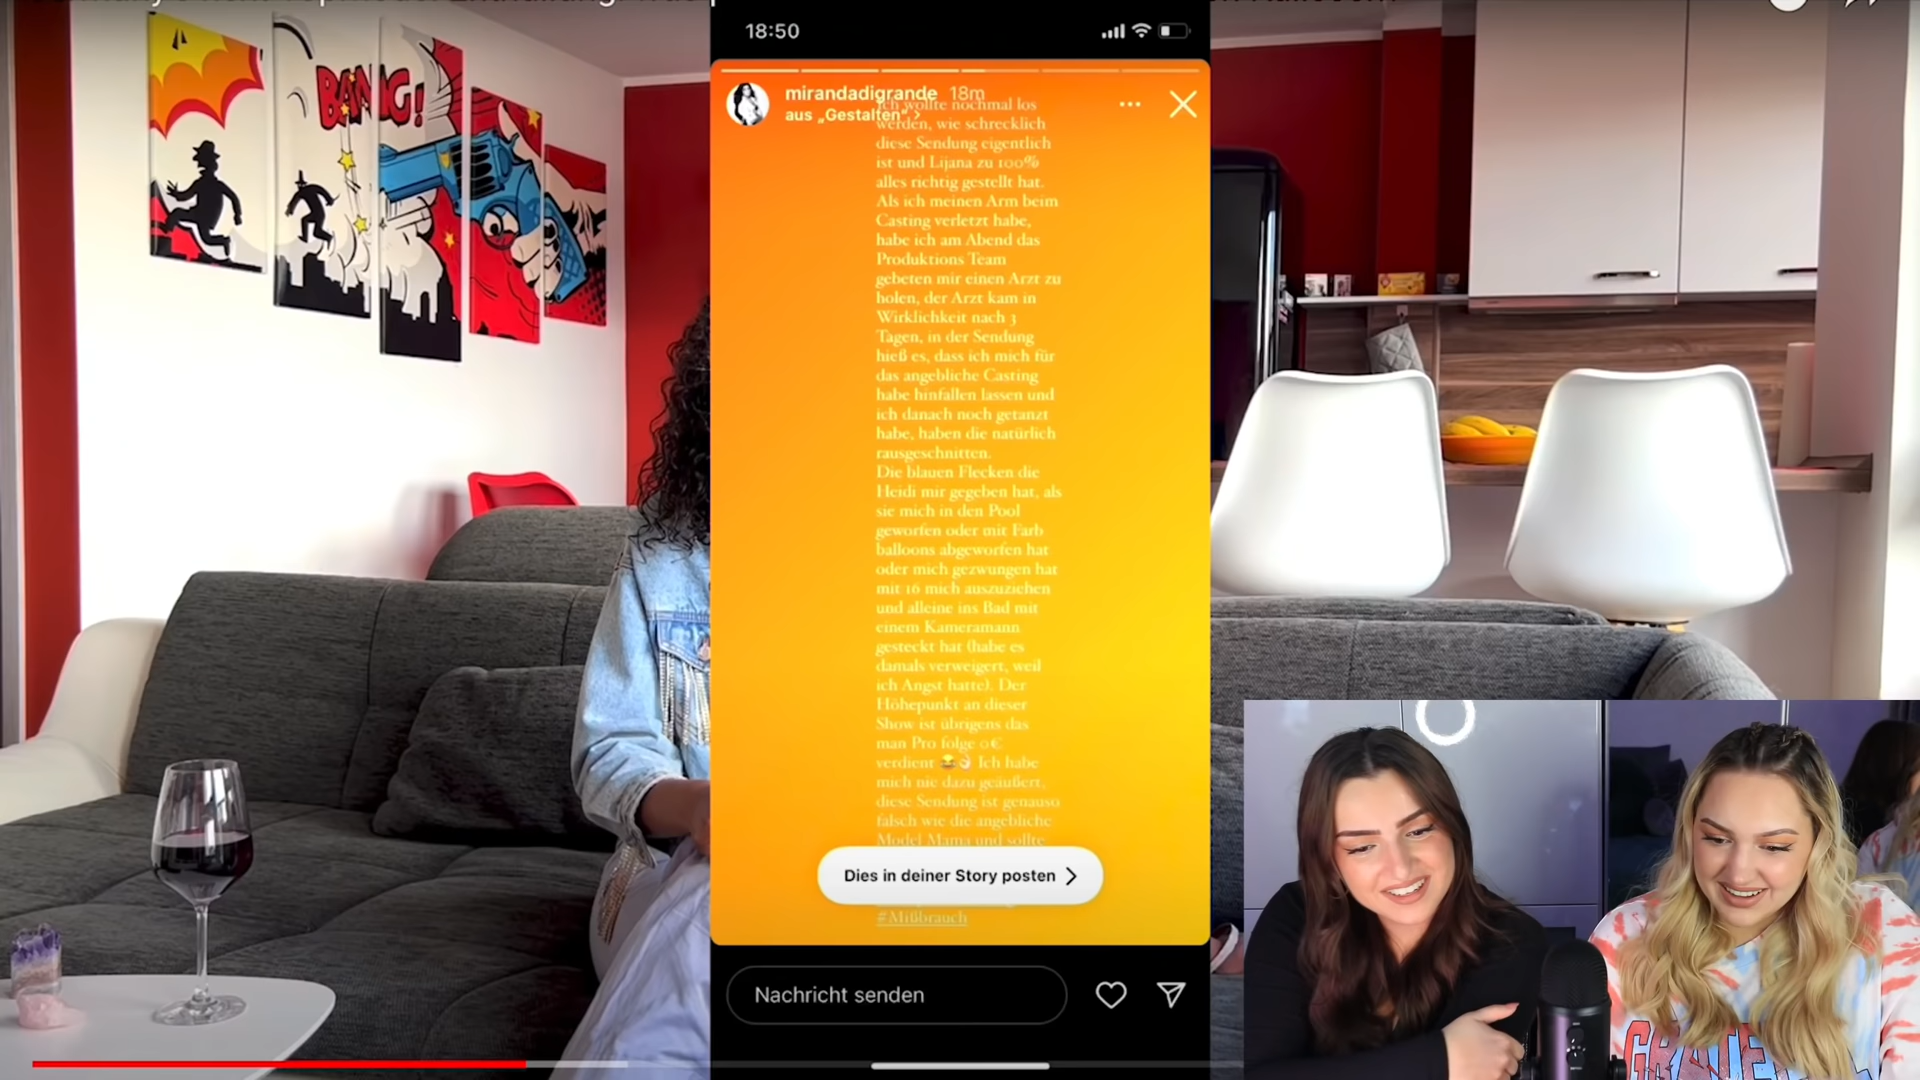 BANG!
18:50
mirandadigrande 18m
aus „Gestalten“ >
Ich wollte nochmal los
werden, wie schrecklich
diese Sendung eigentlich
ist und Lijana zu 100%
alles richtig gestellt hat.
Als ich meinen Arm beim
Casting verletzt habe,
habe ich am Abend das
Produktions Team
gebeten mir einen Arzt zu
holen, der Arzt kam in
Wirklichkeit nach 3
Tagen, in der Sendung
hieß es, dass ich mich für
das angebliche Casting
habe hinfallen lassen und
ich danach noch getanzt
habe, haben die natürlich
rausgeschnitten.
Die blauen Flecken die
Heidi mir gegeben hat, als
sie mich in den Pool
geworfen oder mit Farb
balloons abgeworfen hat
oder mich gezwungen hat
mit 16 mich auszuziehen
und alleine ins Bad mit
einem Kameramann
gesteckt hat (habe es
damals verweigert, weil
ich Angst hatte). Der
Höhepunkt an dieser
Show ist übrigens das
man Pro folge 0€
verdient 😂👌🏻 Ich habe
mich nie dazu geäußert,
diese Sendung ist genauso
falsch wie die angebliche
Model Mama und sollte
Dies in deiner Story posten
#Mißbrauch
Nachricht senden